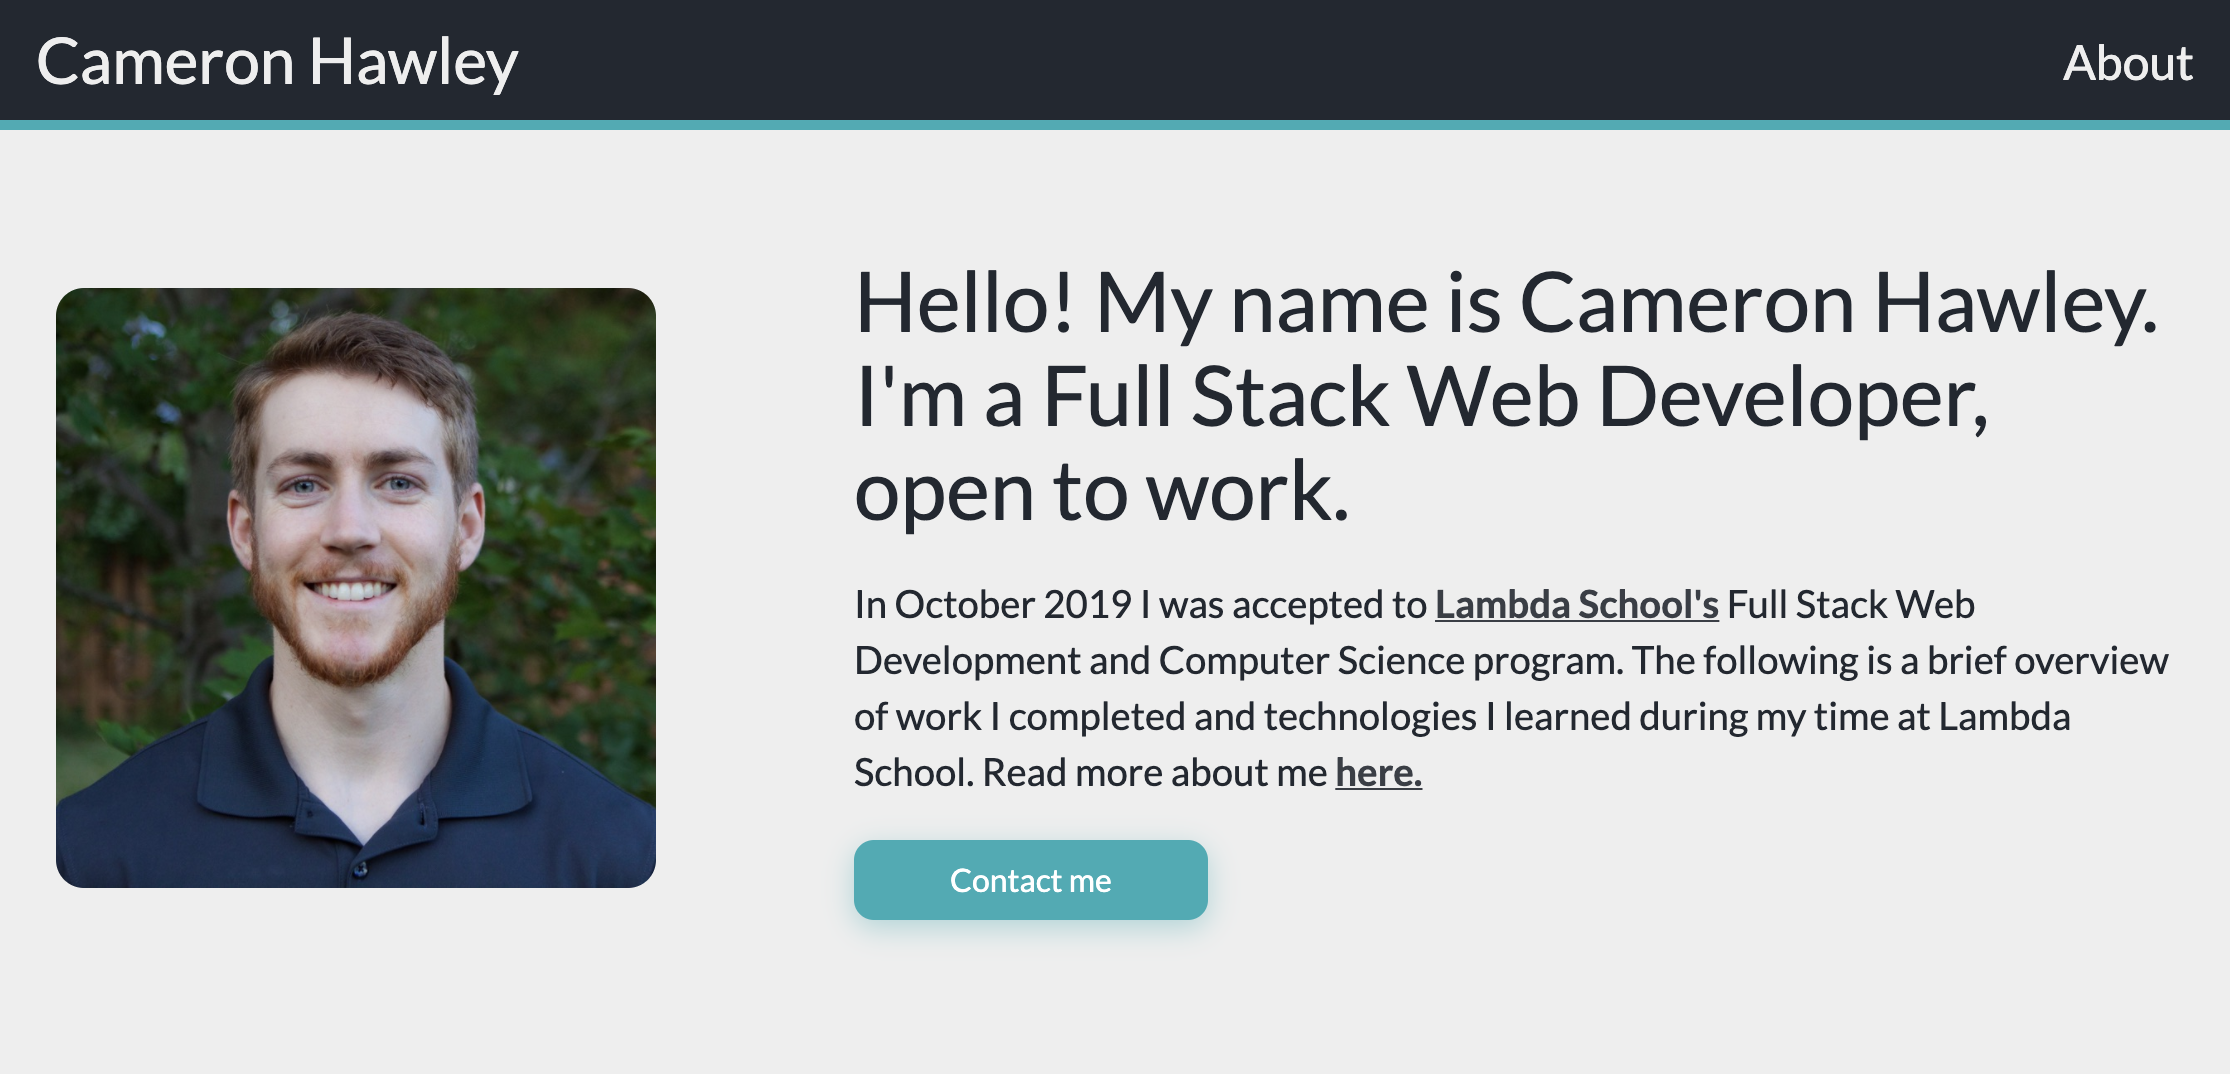 Cameron Hawley
About
Hello! My name is Cameron Hawley.
I'm a Full Stack Web Developer,
open to work.
In October 2019 I was accepted to Lambda School's Full Stack Web
Development and Computer Science program. The following is a brief overview
of work I completed and technologies I learned during my time at Lambda
School. Read more about me here.
Contact me